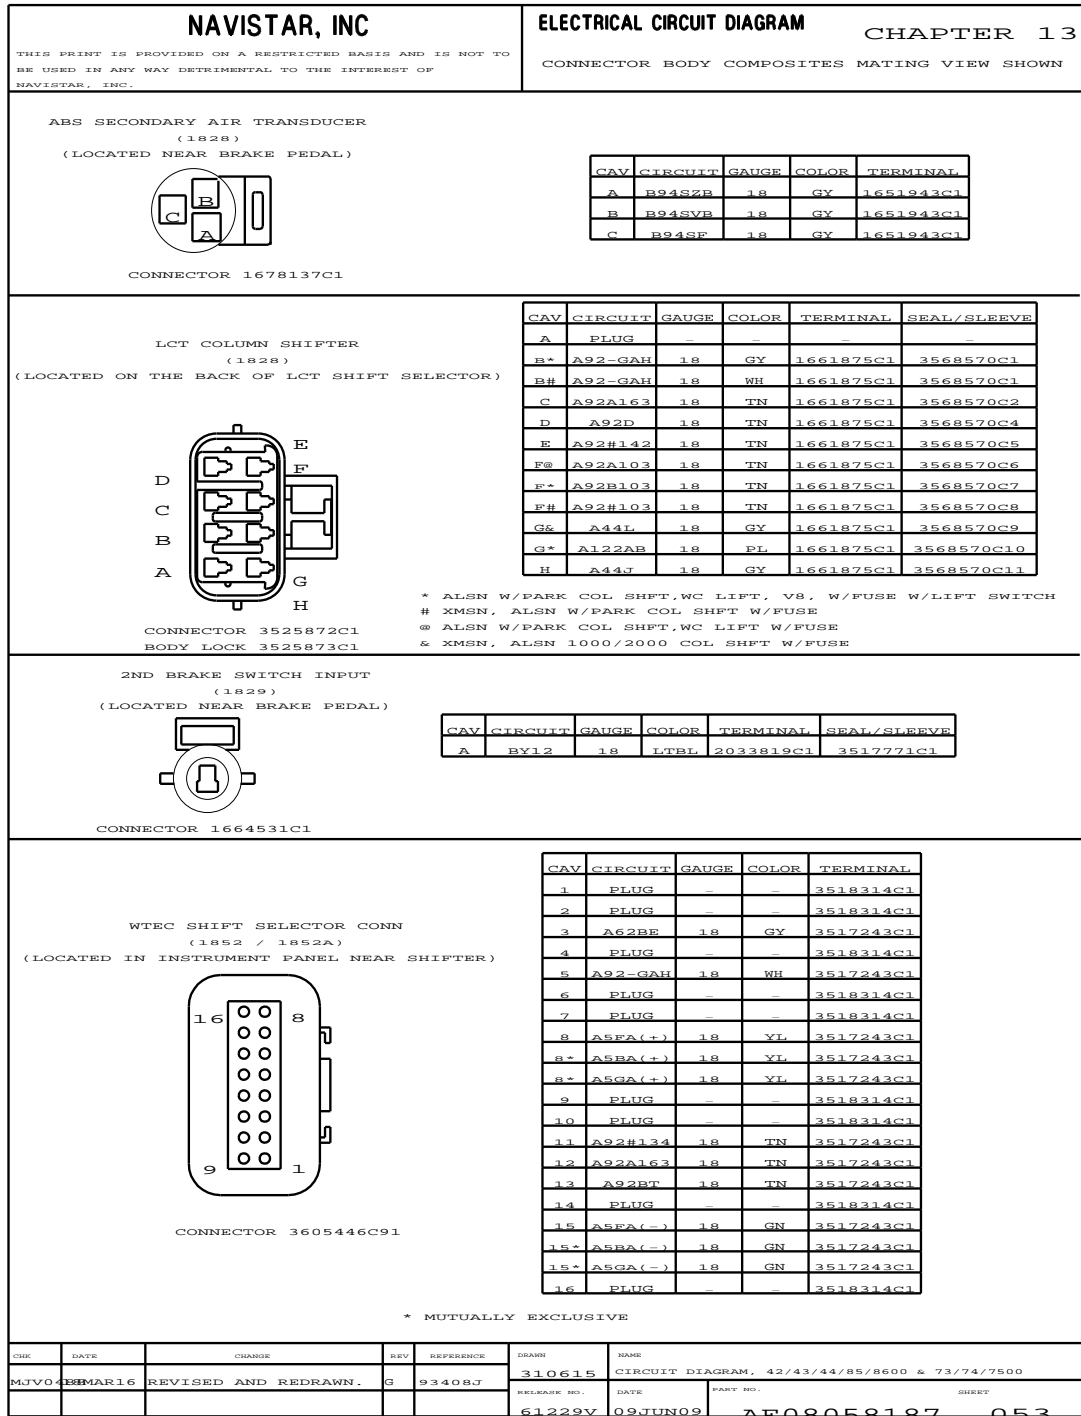 NAVISTAR, INC
THIS PRINT IS PROVIDED ON A RESTRICTED BASIS AND IS NOT TO
BE USED IN ANY WAY DETRIMENTAL TO THE INTEREST OF
NAVISTAR, INC.
ELECTRICAL CIRCUIT DIAGRAM
CHAPTER 13
CONNECTOR BODY COMPOSITES MATING VIEW SHOWN
ABS SECONDARY AIR TRANSDUCER
(1828)
(LOCATED NEAR BRAKE PEDAL)
B
C
A
CONNECTOR 1678137C1
CAV CIRCUIT GAUGE COLOR TERMINAL
A B94SZB 18 GY 1651943C1
B B94SVB 18 GY 1651943C1
C B94SF 18 GY 1651943C1
LCT COLUMN SHIFTER
(1828)
(LOCATED ON THE BACK OF LCT SHIFT SELECTOR)
E
F
D
C
B
A
G
H
CONNECTOR 3525872C1
BODY LOCK 3525873C1
CAV CIRCUIT GAUGE COLOR TERMINAL SEAL/SLEEVE
A PLUG – – – –
B* A92-GAH 18 GY 1661875C1 3568570C1
B# A92-GAH 18 WH 1661875C1 3568570C1
C A92A163 18 TN 1661875C1 3568570C2
D A92D 18 TN 1661875C1 3568570C4
E A92#142 18 TN 1661875C1 3568570C5
F@ A92A103 18 TN 1661875C1 3568570C6
F* A92B103 18 TN 1661875C1 3568570C7
F# A92#103 18 TN 1661875C1 3568570C8
G& A44L 18 GY 1661875C1 3568570C9
G* A122AB 18 PL 1661875C1 3568570C10
H A44J 18 GY 1661875C1 3568570C11
* ALSN W/PARK COL SHFT,WC LIFT, V8, W/FUSE W/LIFT SWITCH
# XMSN, ALSN W/PARK COL SHFT W/FUSE
@ ALSN W/PARK COL SHFT,WC LIFT W/FUSE
& XMSN, ALSN 1000/2000 COL SHFT W/FUSE
2ND BRAKE SWITCH INPUT
(1829)
(LOCATED NEAR BRAKE PEDAL)
CONNECTOR 1664531C1
CAV CIRCUIT GAUGE COLOR TERMINAL SEAL/SLEEVE
A BY12 18 LTBL 2033819C1 3517771C1
WTEC SHIFT SELECTOR CONN
(1852 / 1852A)
(LOCATED IN INSTRUMENT PANEL NEAR SHIFTER)
16 8
9 1
CONNECTOR 3605446C91
CAV CIRCUIT GAUGE COLOR TERMINAL
1 PLUG – – 3518314C1
2 PLUG – – 3518314C1
3 A62BE 18 GY 3517243C1
4 PLUG – – 3518314C1
5 A92-GAH 18 WH 3517243C1
6 PLUG – – 3518314C1
7 PLUG – – 3518314C1
8 A5FA(+) 18 YL 3517243C1
8* A5BA(+) 18 YL 3517243C1
8* A5GA(+) 18 YL 3517243C1
9 PLUG – – 3518314C1
10 PLUG – – 3518314C1
11 A92#134 18 TN 3517243C1
12 A92A163 18 TN 3517243C1
13 A92BT 18 TN 3517243C1
14 PLUG – – 3518314C1
15 A5FA(-) 18 GN 3517243C1
15* A5BA(-) 18 GN 3517243C1
15* A5GA(-) 18 GN 3517243C1
16 PLUG – – 3518314C1
* MUTUALLY EXCLUSIVE
CHK DATE CHANGE REV REFERENCE
MAR16 REVISED AND REDRAWN. G 93408J
DRAWN
310615
NAME
CIRCUIT DIAGRAM, 42/43/44/85/8600 & 73/74/7500
RELEASE NO.
61229V
DATE
09JUN09
PART NO. SHEET
AF08058187 053